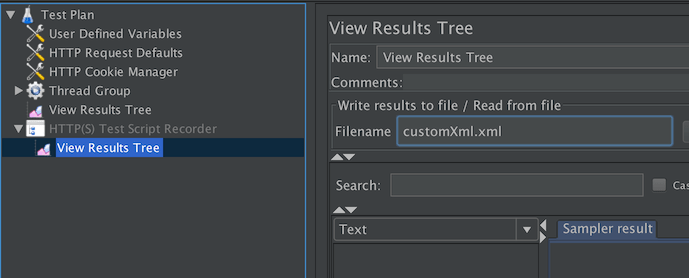 Test Plan
User Defined Variables
HTTP Request Defaults
HTTP Cookie Manager
Thread Group
View Results Tree
HTTP(S) Test Script Recorder
View Results Tree
View Results Tree
Name: View Results Tree
Comments:
Write results to file / Read from file
Filename customXml.xml
Search: Cas
Text Sampler result